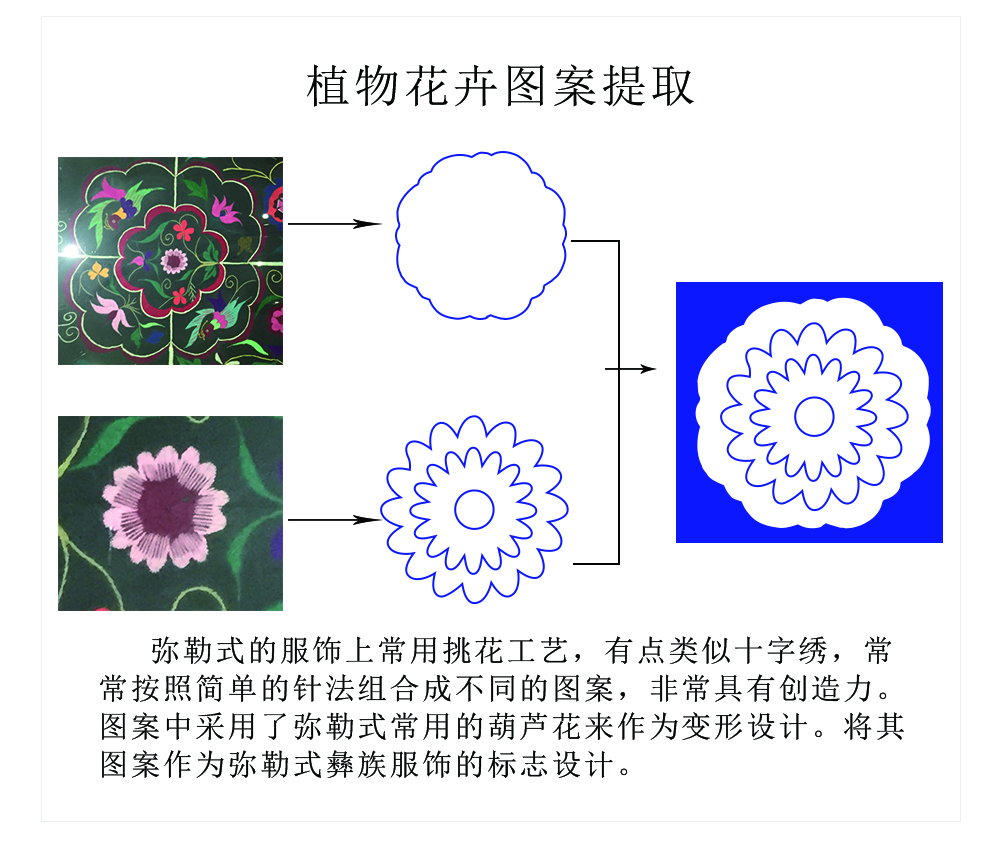 植物花卉图案提取
弥勒式的服饰上常用挑花工艺，有点类似十字绣，常
常按照简单的针法组合成不同的图案，非常具有创造力。
图案中采用了弥勒式常用的葫芦花来作为变形设计。将其
图案作为弥勒式彝族服饰的标志设计。